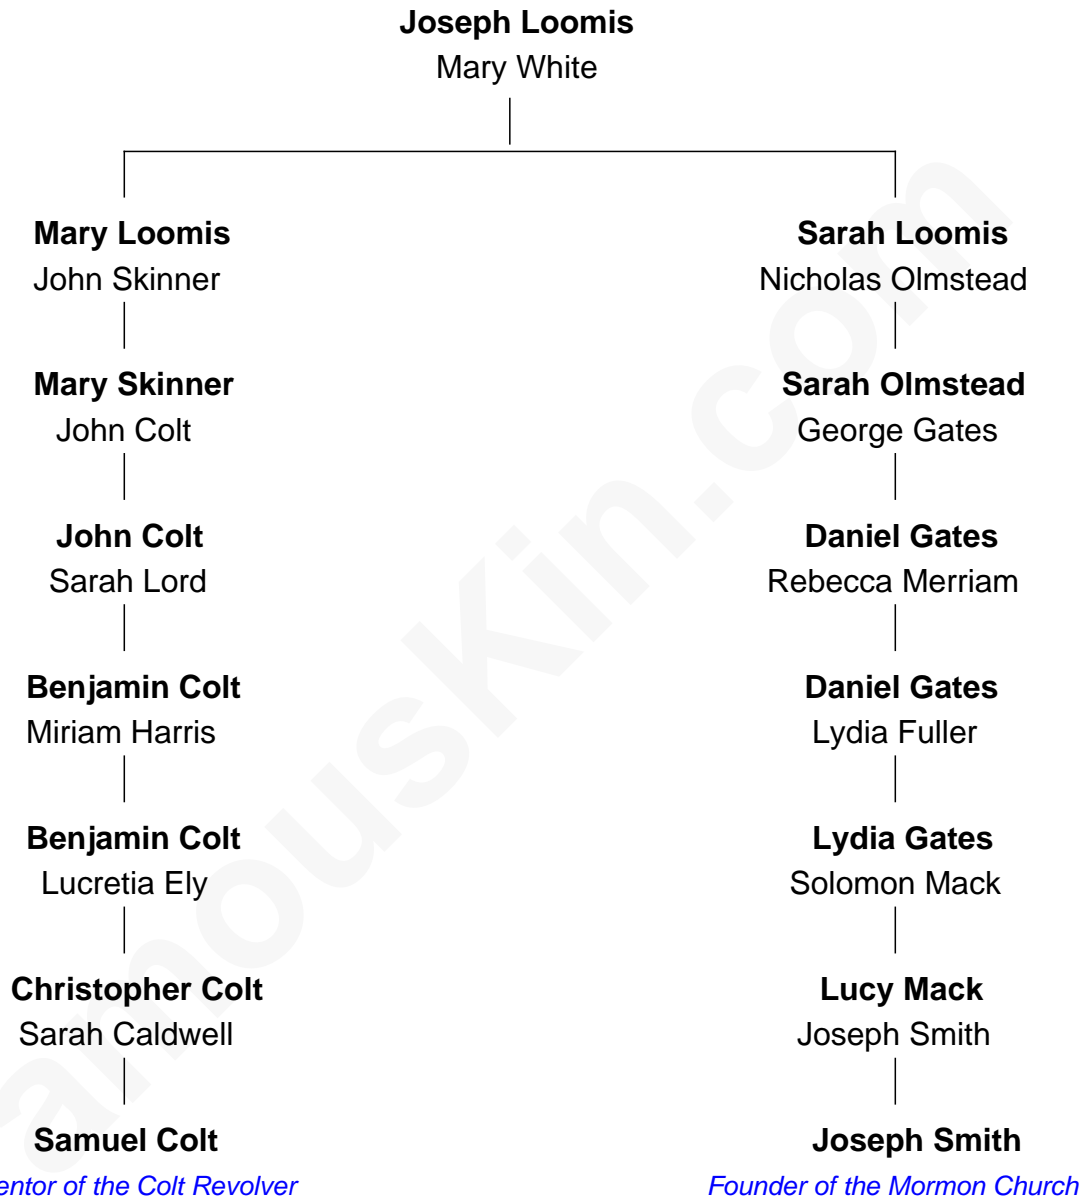 Joseph Loomis
Mary White
Mary Loomis
John Skinner
Sarah Loomis
Nicholas Olmstead
Mary Skinner
John Colt
Sarah Olmstead
George Gates
John Colt
Sarah Lord
Daniel Gates
Rebecca Merriam
Benjamin Colt
Miriam Harris
Daniel Gates
Lydia Fuller
Benjamin Colt
Lucretia Ely
Lydia Gates
Solomon Mack
Christopher Colt
Sarah Caldwell
Lucy Mack
Joseph Smith
Samuel Colt
entor of the Colt Revolver
Joseph Smith
Founder of the Mormon Church
amousKin.com